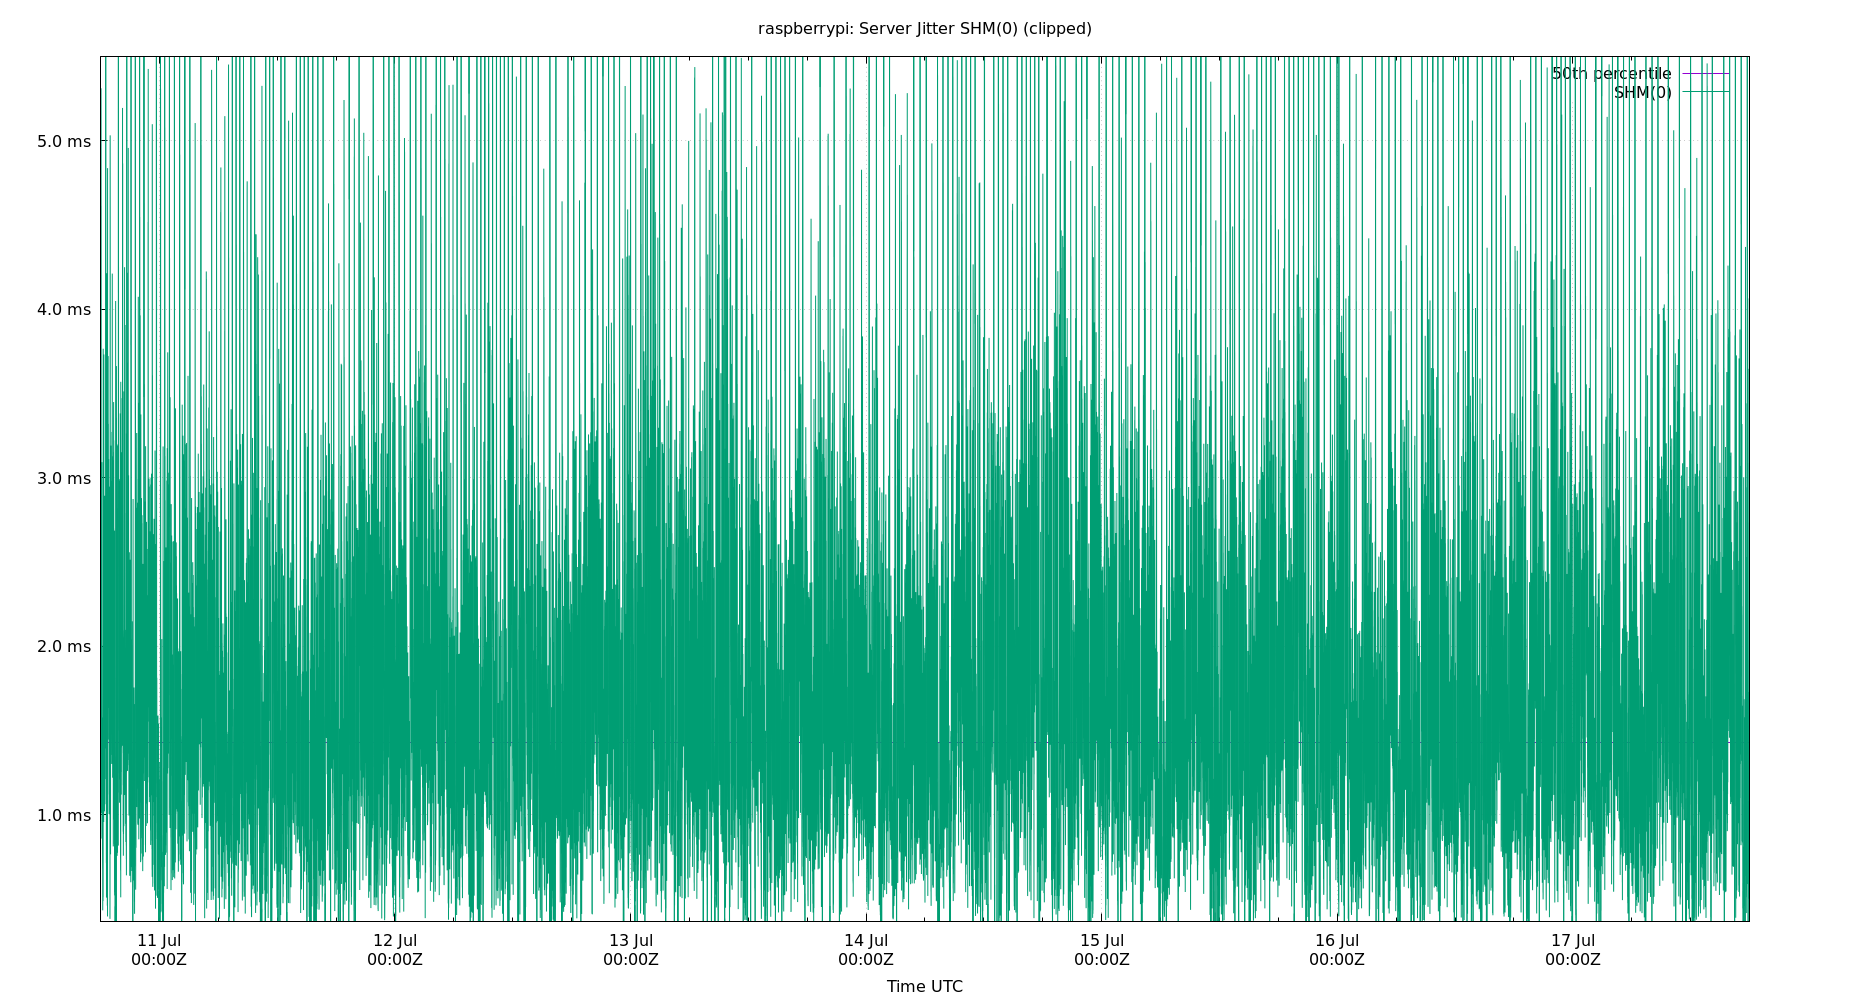 raspberrypi: Server Jitter SHM(0) (clipped)
50th percentile
SHM(0)
5.0 ms
4.0 ms
3.0 ms
2.0 ms
1.0 ms
11 Jul 12 Jul 13 Jul 14 Jul 15 Jul 16 Jul 17 Jul
00:00Z 00:00Z 00:00Z 00:00Z 00:00Z 00:00Z 00:00Z
Time UTC